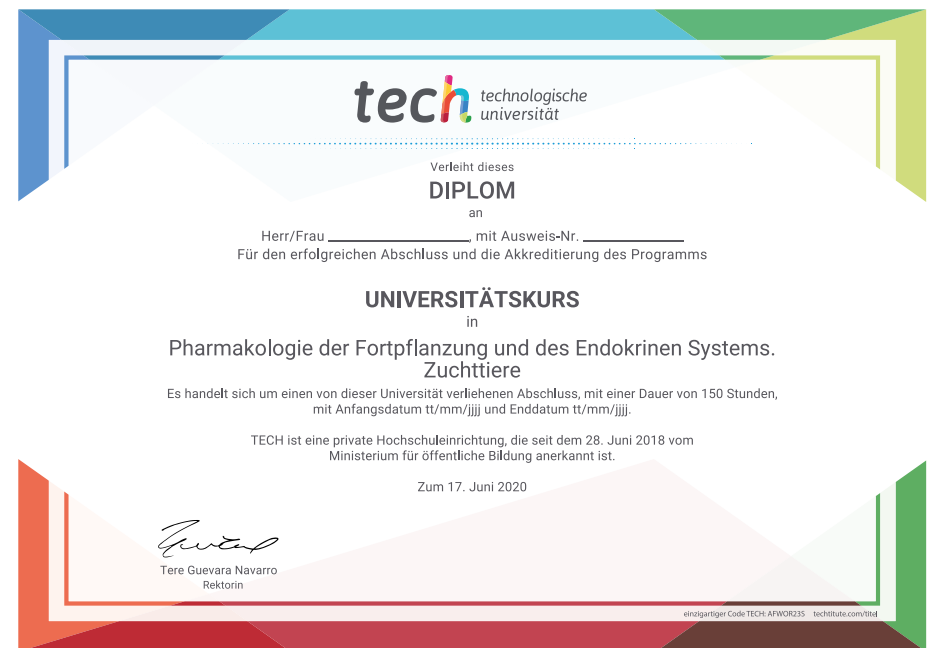 tech technologische
universität
Verleiht dieses
DIPLOM
an
Herr/Frau ____________________, mit Ausweis-Nr. ______________
Für den erfolgreichen Abschluss und die Akkreditierung des Programms
UNIVERSITÄTSKURS
in
Pharmakologie der Fortpflanzung und des Endokrinen Systems.
Zuchttiere
Es handelt sich um einen von dieser Universität verliehenen Abschluss, mit einer Dauer von 150 Stunden,
mit Anfangsdatum tt/mm/jjjj und Enddatum tt/mm/jjjj.
TECH ist eine private Hochschuleinrichtung, die seit dem 28. Juni 2018 vom
Ministerium für öffentliche Bildung anerkannt ist.
Zum 17. Juni 2020
Tere Guevara Navarro
Rektorin
einzigartiger Code TECH: AFWOR23S techtitute.com/titel